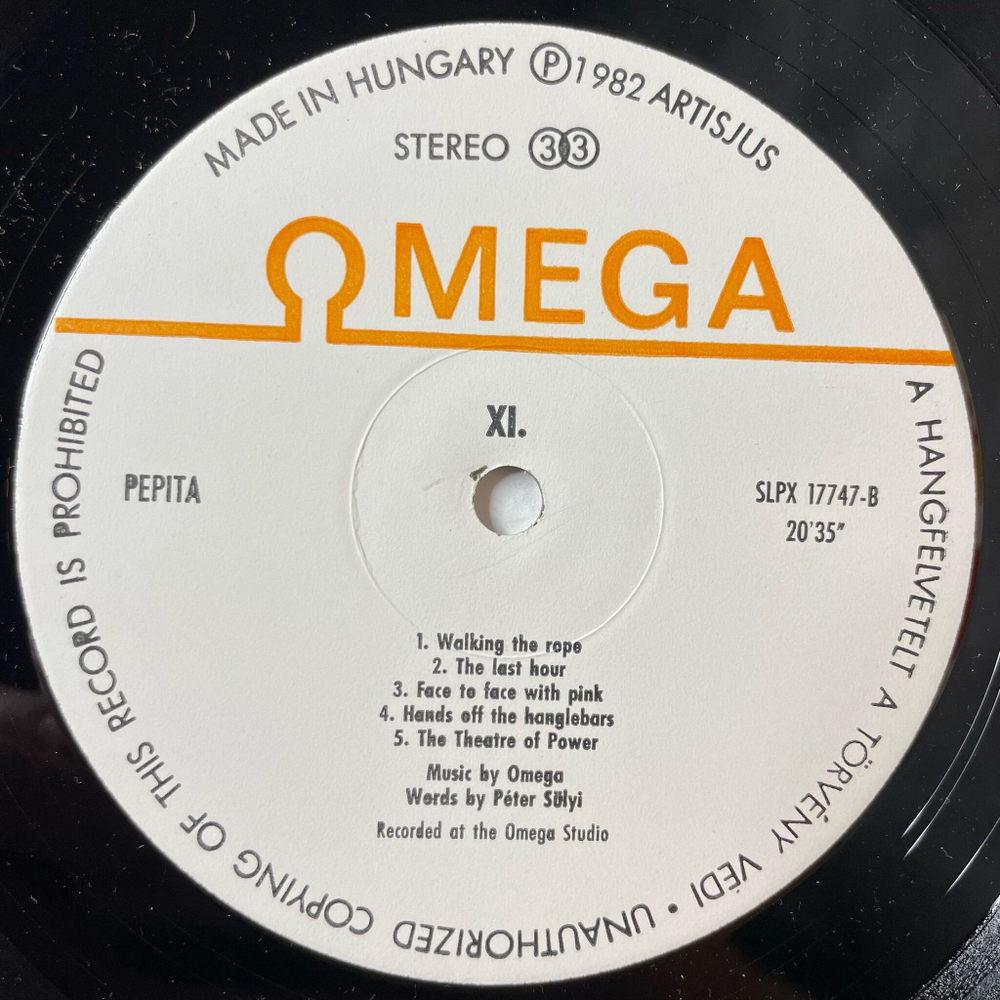 MADE IN HUNGARY Ⓟ 1982 ARTISJUS
STEREO 33
ΩMEGA
XI.
PEPITA
SLPX 17747-B
20'35"
1. Walking the rope
2. The last hour
3. Face to face with pink
4. Hands off the hanglebars
5. The Theatre of Power
Music by Omega
Words by Péter Sülyi
Recorded at the Omega Studio
A HANGFELVETELT A TÖRVÉNY VÉDI • UNAUTHORIZED COPYING OF THIS RECORD IS PROHIBITED